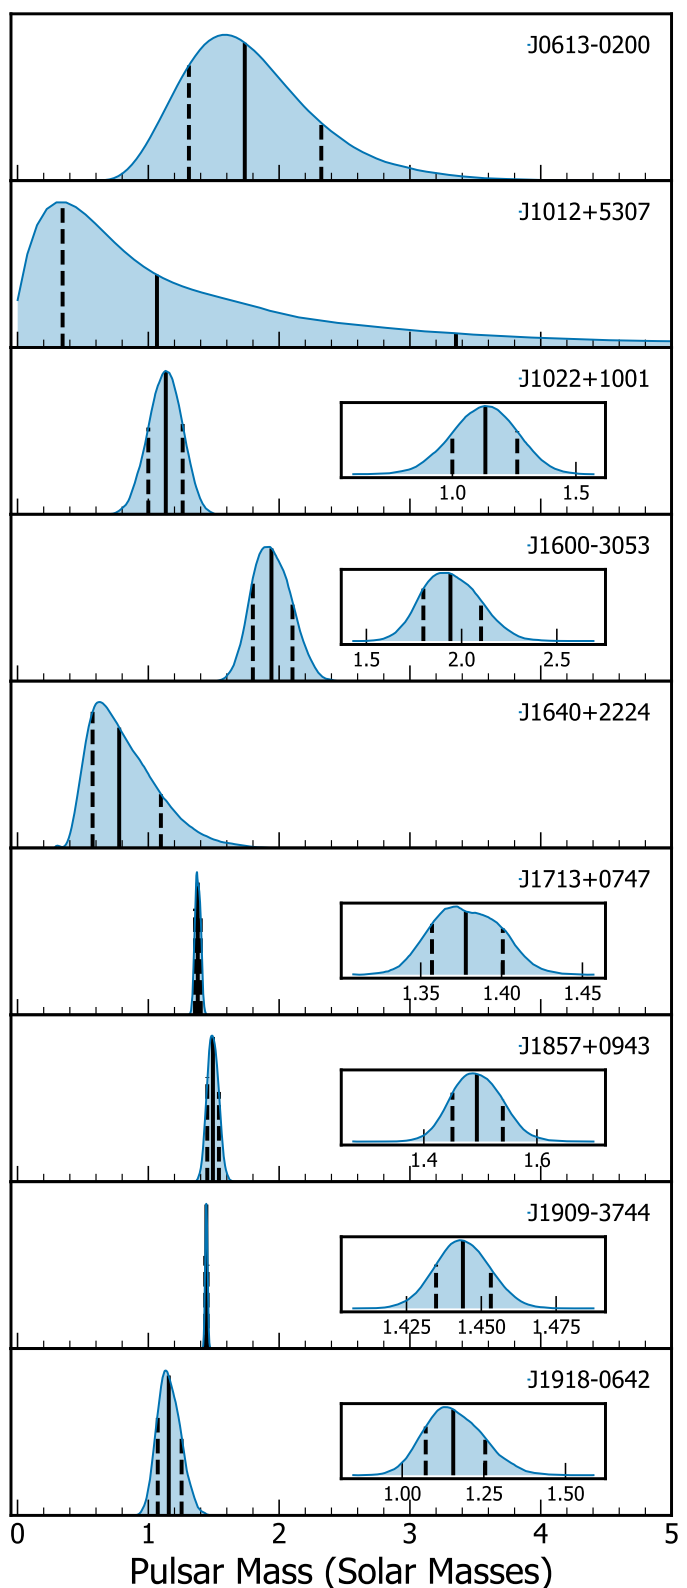 J0613-0200
J1012+5307
J1022+1001
1.0 1.5
J1600-3053
1.5 2.0 2.5
J1640+2224
J1713+0747
1.35 1.40 1.45
J1857+0943
1.4 1.6
J1909-3744
1.425 1.450 1.475
J1918-0642
1.00 1.25 1.50
0 1 2 3 4 5
Pulsar Mass (Solar Masses)